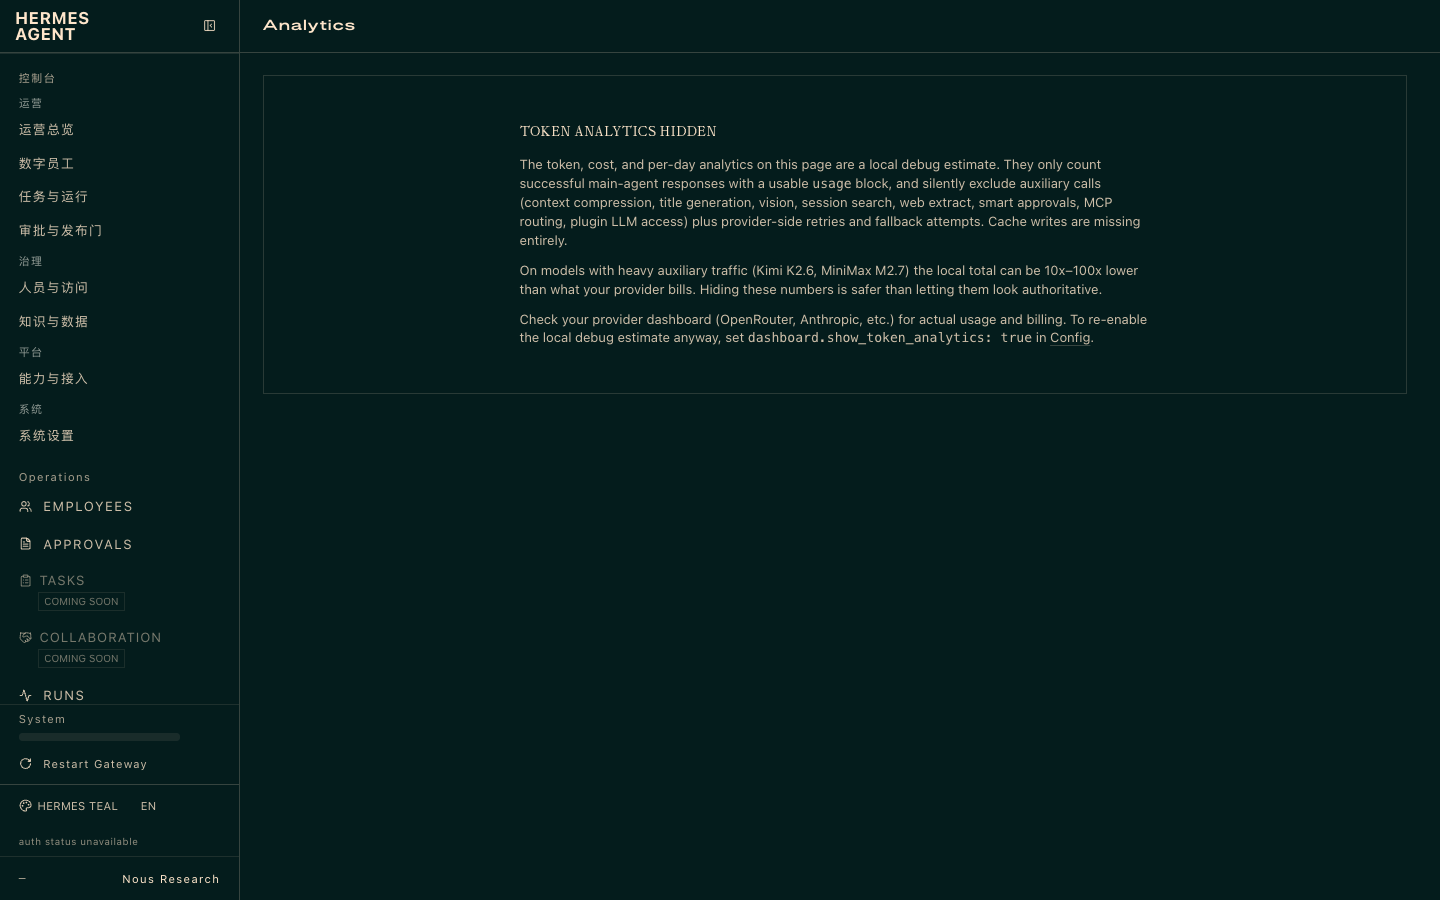 HERMES
AGENT
控制台
运营
运营总览
数字员工
任务与运行
审批与发布门
治理
人员与访问
知识与数据
平台
能力与接入
系统
系统设置
Operations
EMPLOYEES
APPROVALS
TASKS
COMING SOON
COLLABORATION
COMING SOON
RUNS
System
Restart Gateway
HERMES TEAL EN
auth status unavailable
— Nous Research
Analytics
TOKEN ANALYTICS HIDDEN
The token, cost, and per-day analytics on this page are a local debug estimate. They only count
successful main-agent responses with a usable usage block, and silently exclude auxiliary calls
(context compression, title generation, vision, session search, web extract, smart approvals, MCP
routing, plugin LLM access) plus provider-side retries and fallback attempts. Cache writes are missing
entirely.
On models with heavy auxiliary traffic (Kimi K2.6, MiniMax M2.7) the local total can be 10x–100x lower
than what your provider bills. Hiding these numbers is safer than letting them look authoritative.
Check your provider dashboard (OpenRouter, Anthropic, etc.) for actual usage and billing. To re-enable
the local debug estimate anyway, set dashboard.show_token_analytics: true in Config.